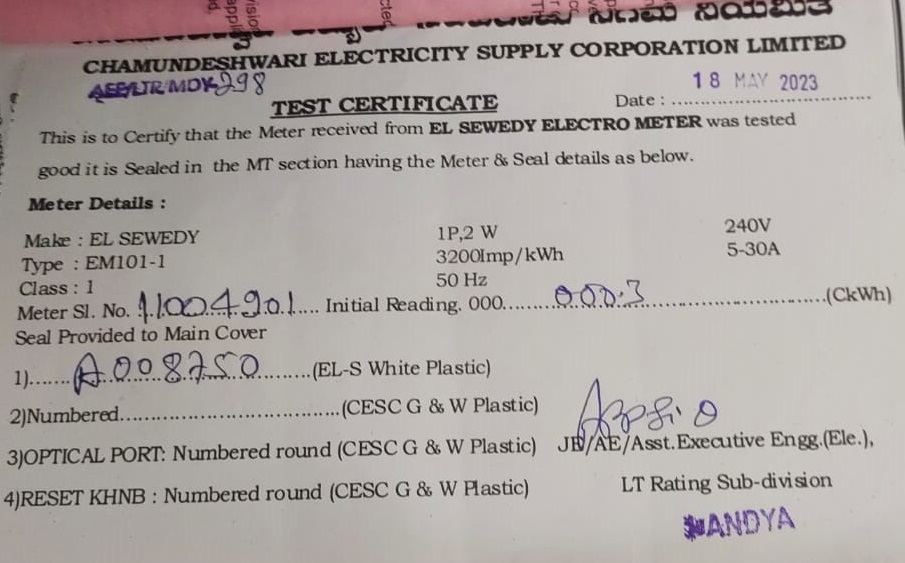 CHAMUNDESHWARI ELECTRICITY SUPPLY CORPORATION LIMITED
AEE/LTR/MDY-298
18 MAY 2023
TEST CERTIFICATE
Date : ........................................
This is to Certify that the Meter received from EL SEWEDY ELECTRO METER was tested
good it is Sealed in the MT section having the Meter & Seal details as below.
Meter Details :
Make : EL SEWEDY 1P,2 W 240V
Type : EM101-1 3200Imp/kWh 5-30A
Class : 1 50 Hz
Meter Sl. No. 11004901..... Initial Reading. 000.........000.3..............................(CkWh)
Seal Provided to Main Cover
1).......A008750..........(EL-S White Plastic)
2)Numbered....................................(CESC G & W Plastic)
3)OPTICAL PORT: Numbered round (CESC G & W Plastic) JE/AE/Asst.Executive Engg.(Ele.),
4)RESET KHNB : Numbered round (CESC G & W Plastic) LT Rating Sub-division
MANDYA